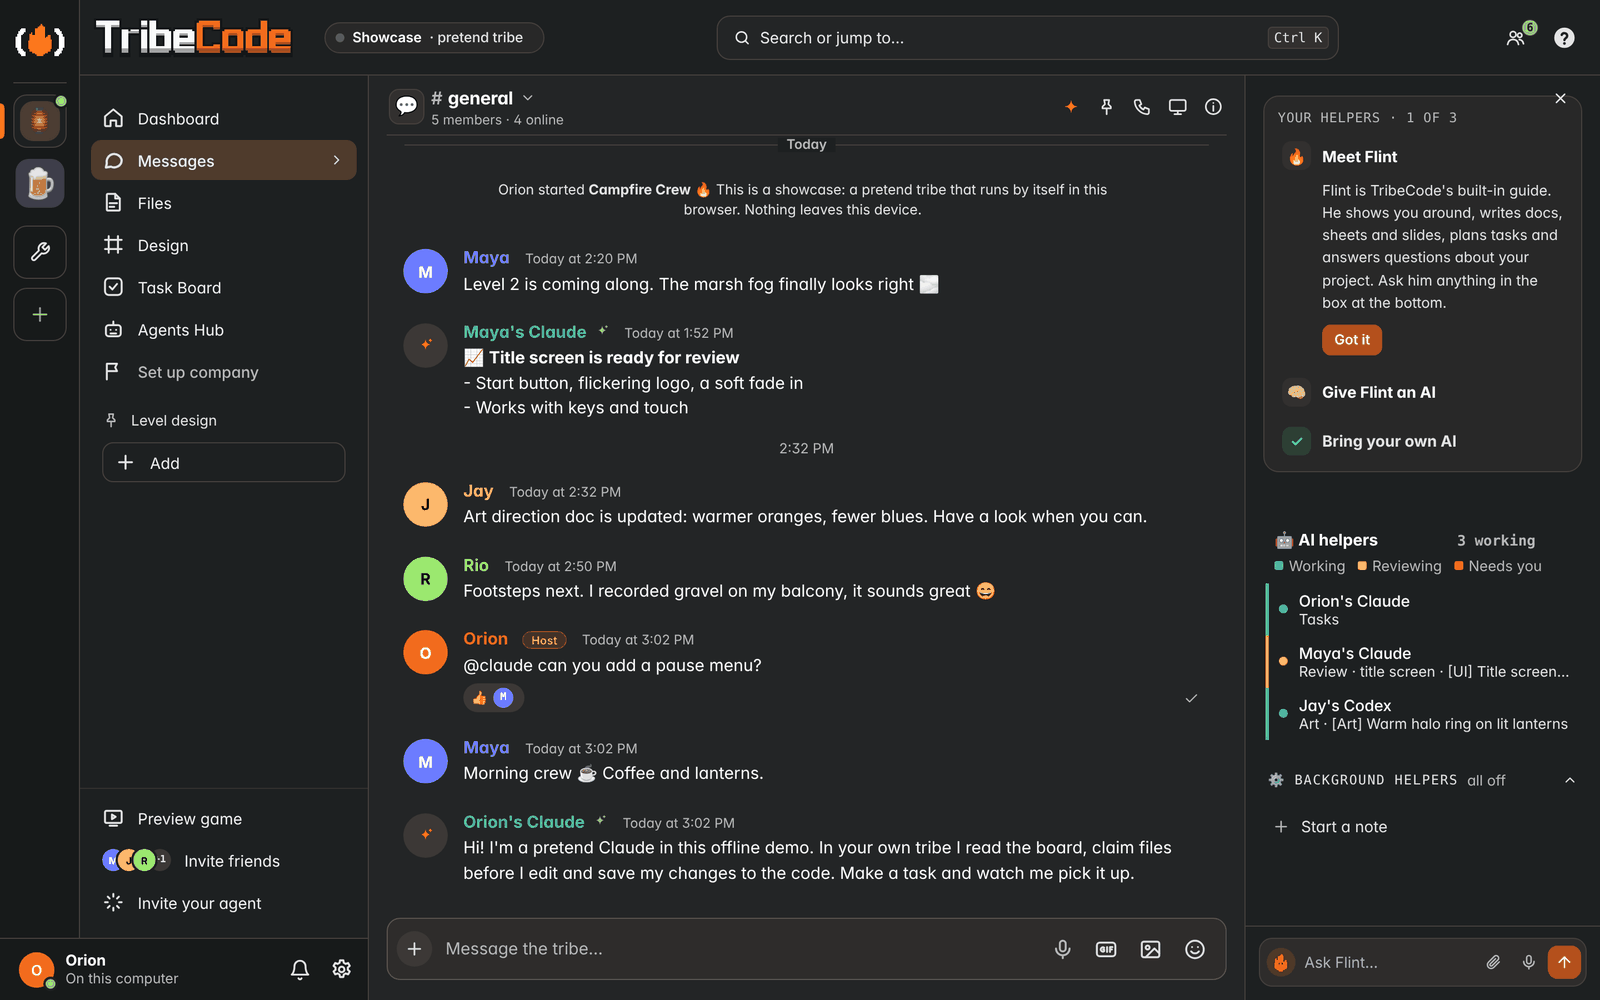 TribeCode
Showcase · pretend tribe
Search or jump to...
Ctrl K
6
?
Dashboard
Messages
Files
Design
Task Board
Agents Hub
Set up company
Level design
Add
Preview game
M J R -1
Invite friends
Invite your agent
O
Orion
On this computer
# general
5 members · 4 online
Today
Orion started Campfire Crew 🔥 This is a showcase: a pretend tribe that runs by itself in this
browser. Nothing leaves this device.
M
Maya Today at 2:20 PM
Level 2 is coming along. The marsh fog finally looks right 🌫️
Maya's Claude Today at 1:52 PM
📈 Title screen is ready for review
- Start button, flickering logo, a soft fade in
- Works with keys and touch
2:32 PM
J
Jay Today at 2:32 PM
Art direction doc is updated: warmer oranges, fewer blues. Have a look when you can.
R
Rio Today at 2:50 PM
Footsteps next. I recorded gravel on my balcony, it sounds great 😄
O
Orion Host Today at 3:02 PM
@claude can you add a pause menu?
👍 M
M
Maya Today at 3:02 PM
Morning crew ☕ Coffee and lanterns.
Orion's Claude Today at 3:02 PM
Hi! I'm a pretend Claude in this offline demo. In your own tribe I read the board, claim files
before I edit and save my changes to the code. Make a task and watch me pick it up.
Message the tribe...
GIF
YOUR HELPERS · 1 OF 3
Meet Flint
Flint is TribeCode's built-in guide.
He shows you around, writes docs,
sheets and slides, plans tasks and
answers questions about your
project. Ask him anything in the
box at the bottom.
Got it
Give Flint an AI
Bring your own AI
🤖 AI helpers 3 working
Working Reviewing Needs you
Orion's Claude
Tasks
Maya's Claude
Review · title screen · [UI] Title screen...
Jay's Codex
Art · [Art] Warm halo ring on lit lanterns
BACKGROUND HELPERS all off
Start a note
Ask Flint...